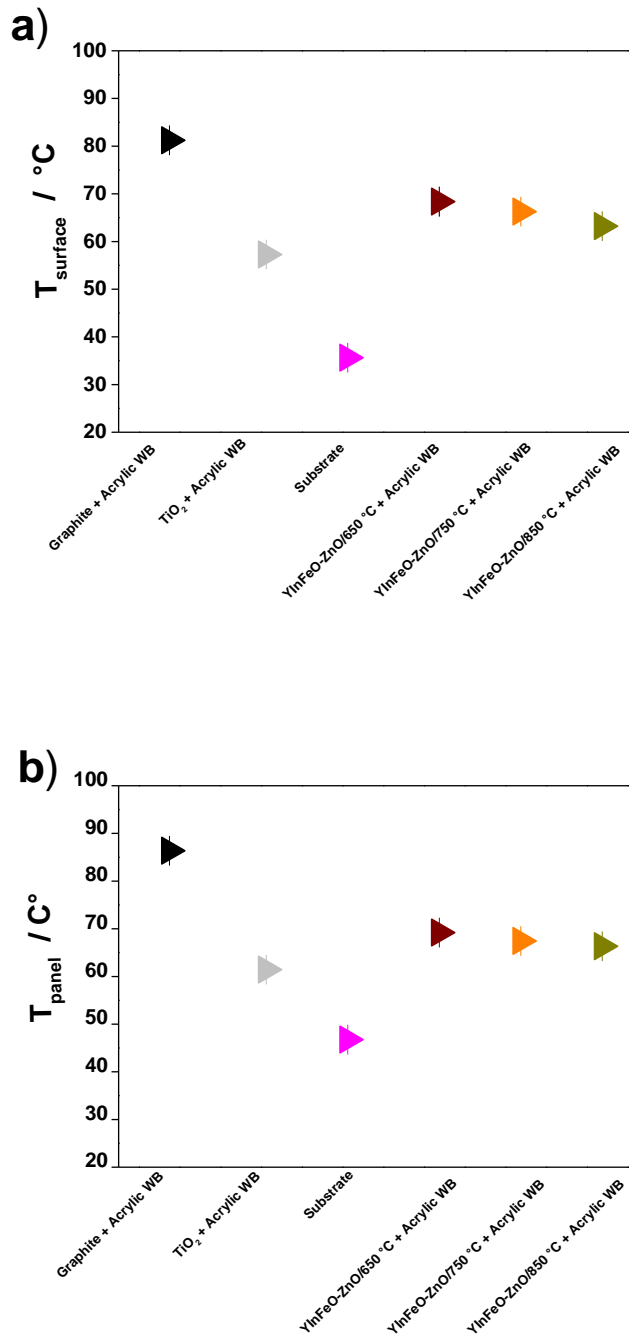 a)
100
90
80
70
60
50
40
30
20
T surface / °C
Graphite + Acrylic WB
TiO2 + Acrylic WB
Substrate
YInFeO-ZnO/650 °C + Acrylic WB
YInFeO-ZnO/750 °C + Acrylic WB
YInFeO-ZnO/850 °C + Acrylic WB
b)
100
90
80
70
60
50
40
30
20
T panel / C°
Graphite + Acrylic WB
TiO2 + Acrylic WB
Substrate
YInFeO-ZnO/650 °C + Acrylic WB
YInFeO-ZnO/750 °C + Acrylic WB
YInFeO-ZnO/850 °C + Acrylic WB